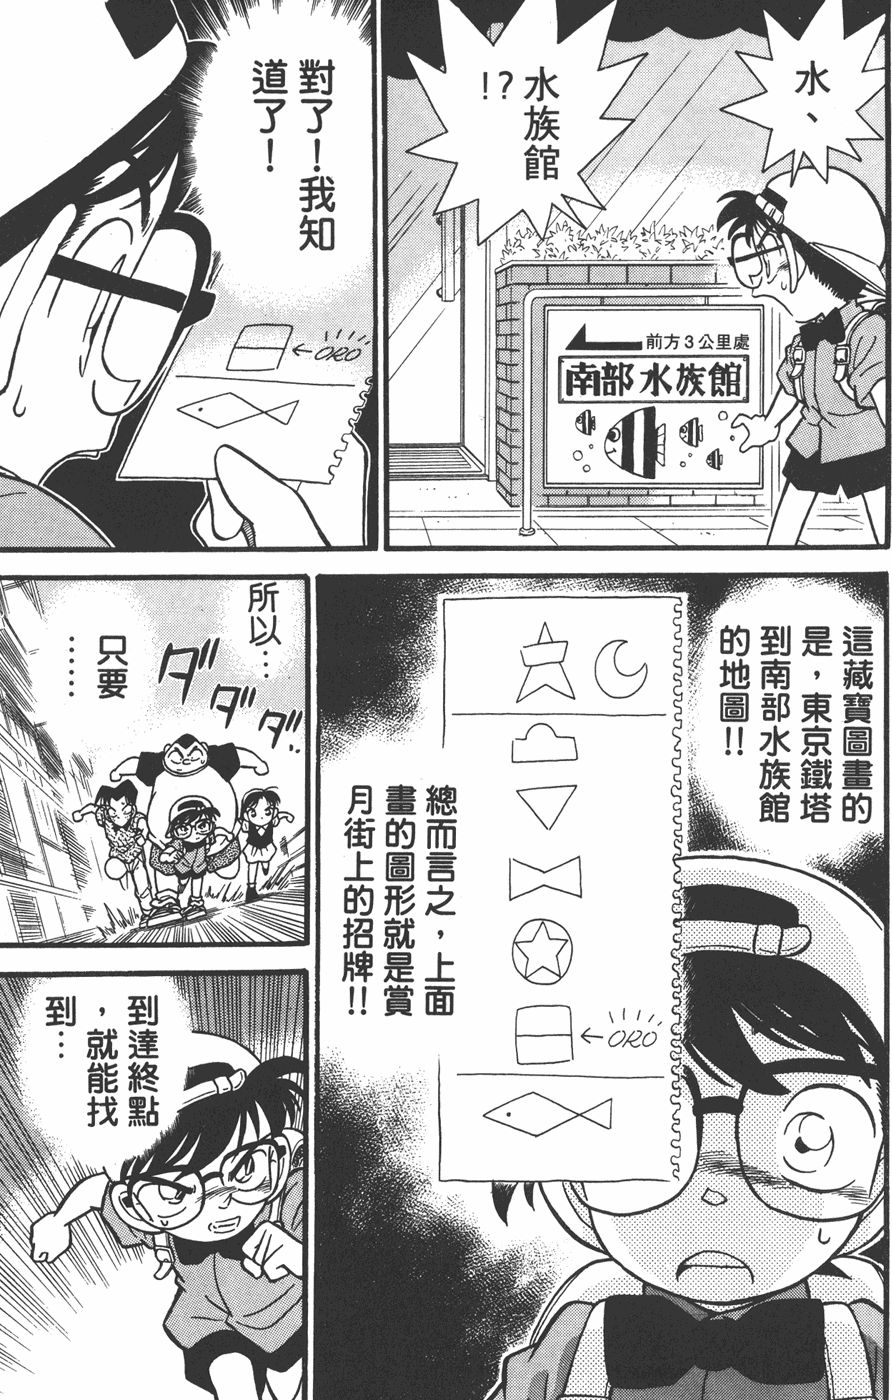 水、
水族館
!?
前方3公里處
南部水族館
對了！我知
道了！
←ORO
這藏寶圖畫的
是，東京鐵塔
到南部水族館
的地圖!!
←ORO
總而言之，上面
畫的圖形就是賞
月街上的招牌!!
所以…
只要
……
ダッ
ダダッ
到達終點
，就能找
到…